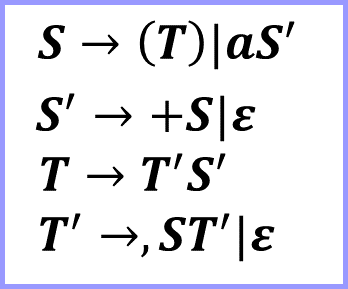 S → (T)|aS′
S′ → +S|ε
T → T′S′
T′ →,ST′|ε